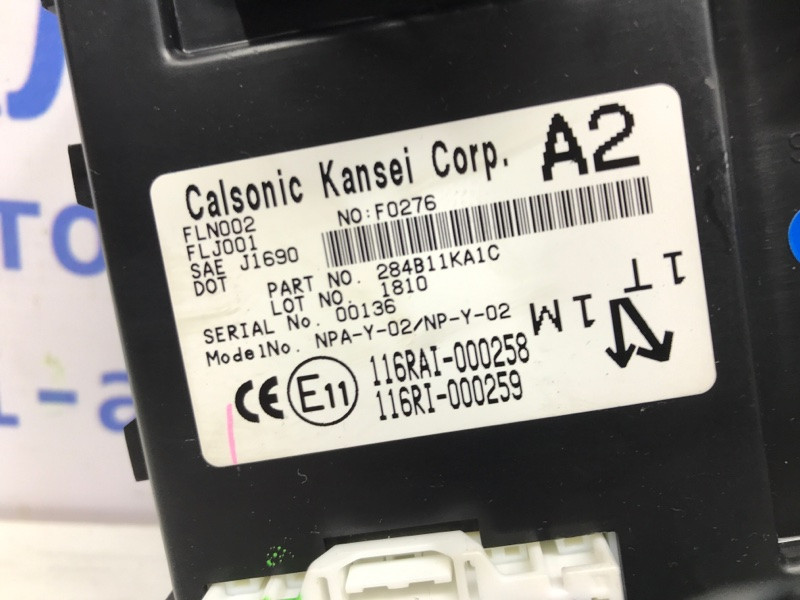 Calsonic Kansei Corp. A2
FLN002 NO:F0276
FLJ001
SAE J1690
DOT
PART NO. 284B11KA1C
LOT NO. 1810
SERIAL No. 00136
ModelNo. NPA-Y-02/NP-Y-02
1M
1T
CE E11
116RAI-000258
116RI-000259